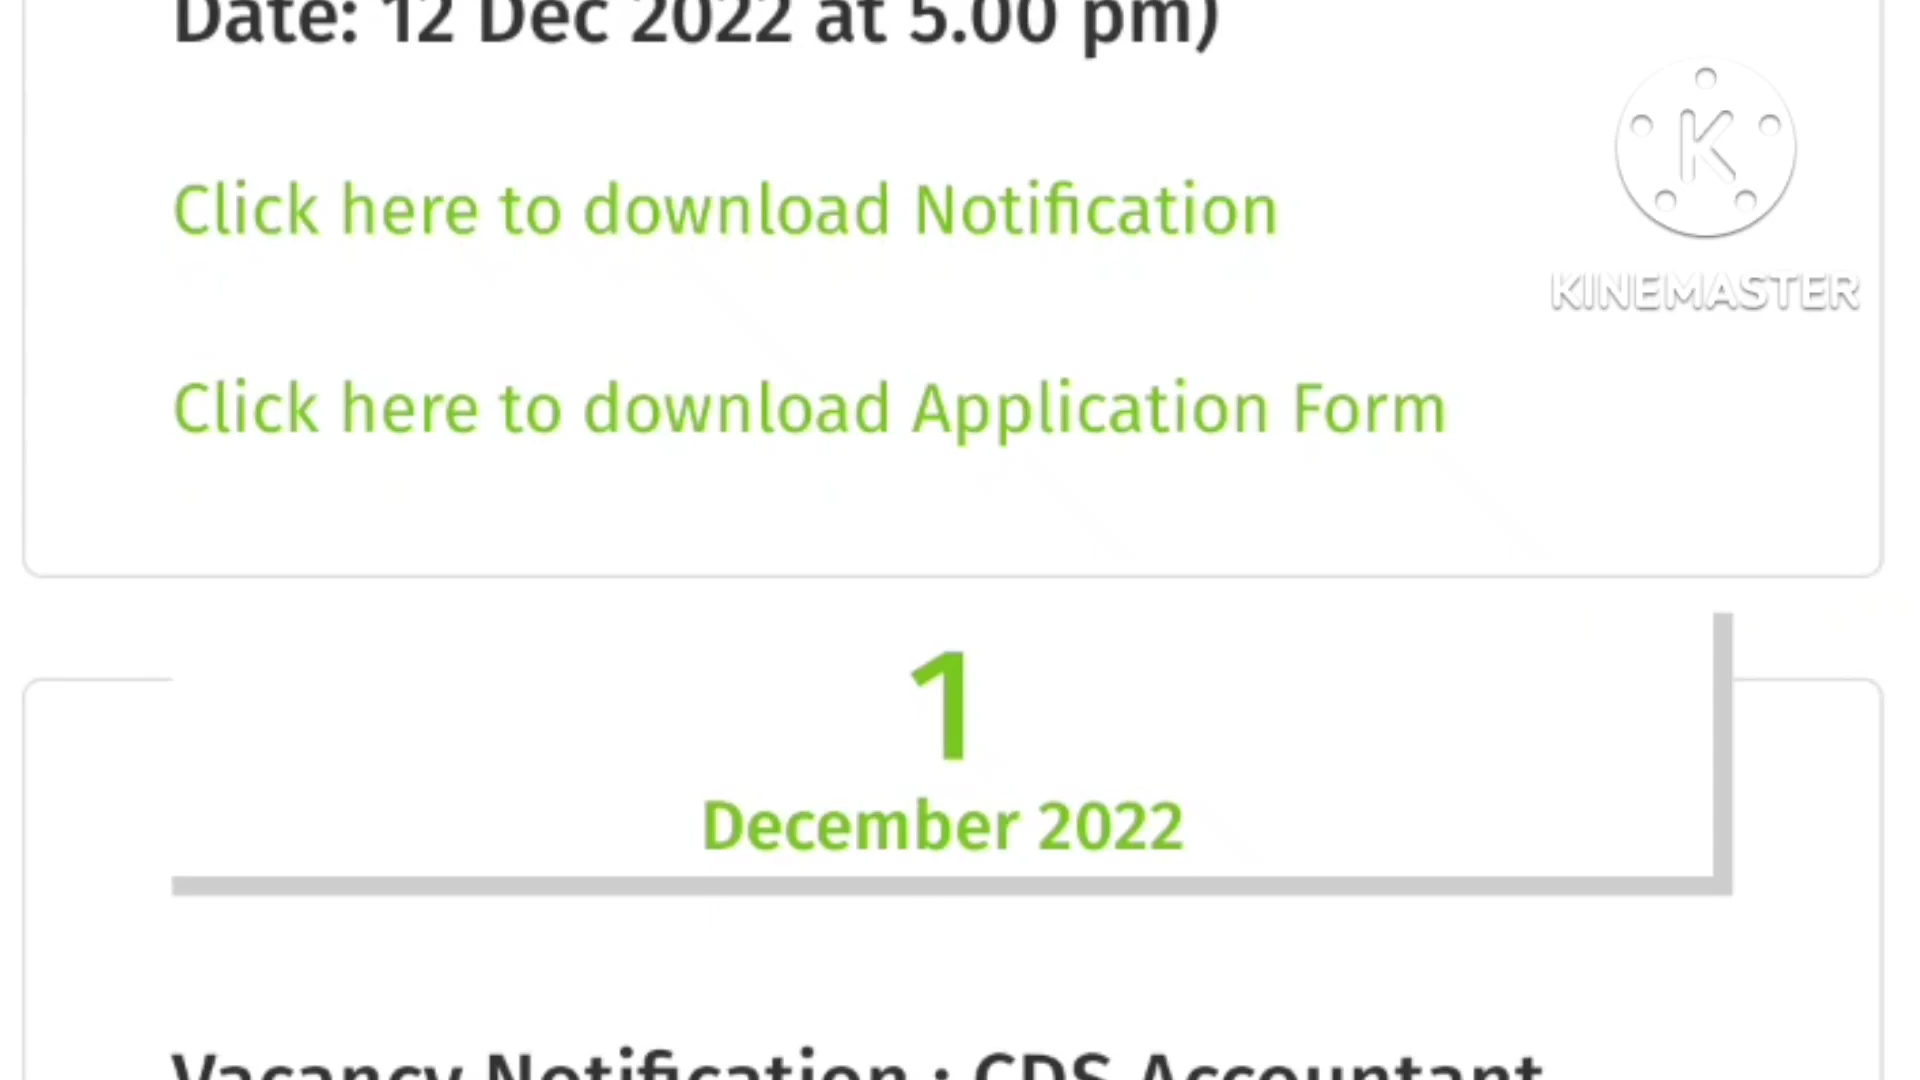 Date: 12 Dec 2022 at 5.00 pm)
Click here to download Notification
K
KINEMASTER
Click here to download Application Form
1
December 2022
Vacancy Notification : CDS Accountant